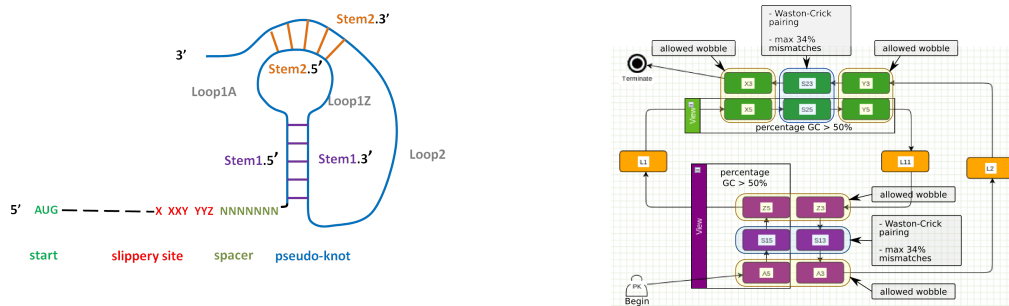 Stem2.3’
3’
Stem2.5’
Loop1A
Loop1Z
Stem1.5’
Stem1.3’
Loop2
5’ AUG X XXY YYZ NNNNNNN
start slippery site spacer pseudo-knot
- Waston-Crick
pairing
- max 34%
mismatches
allowed wobble
allowed wobble
Terminate
X3 S23 Y3
View
X5 S25 Y5
percentage GC > 50%
L1
L11
L2
percentage
GC > 50%
View
allowed wobble
Z5 Z3
- Waston-Crick
pairing
- max 34%
mismatches
S15 S13
A5 A3
PK
Begin
allowed wobble